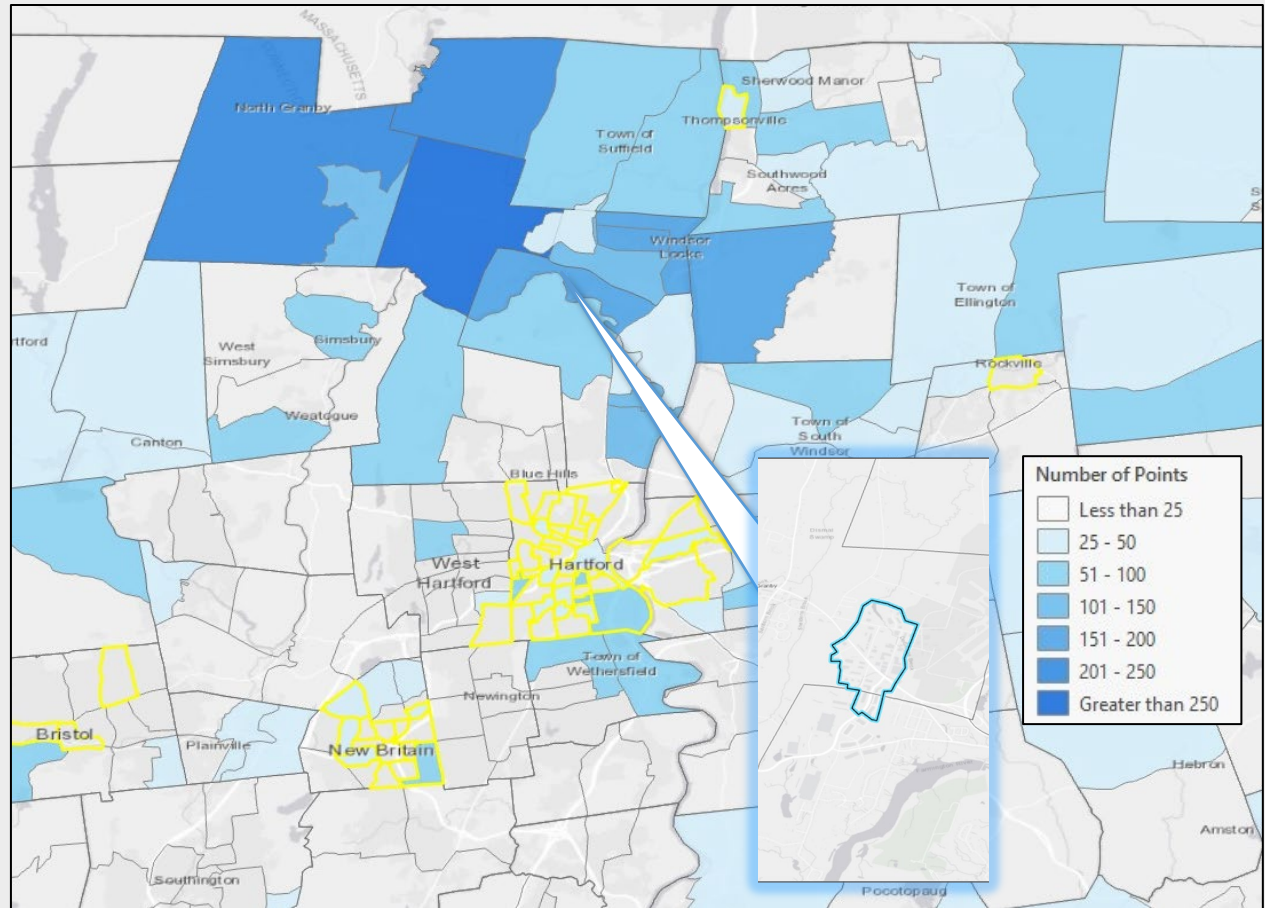 MASSACHUSETTS
North Granby
Sherwood Manor
Thompsonville
Town of
Suffield
Southwood
Acres
Windsor
Locks
Town of
Ellington
tford
West
Simsbury
Simsbury
Rockville
Weatogue
Canton
Town of
South
Windsor
Blue Hills
West
Hartford
Hartford
Town of
Wethersfield
Newington
Bristol
Plainville
New Britain
Hebron
Amston
Southington
Pocotopaug
Number of Points
Less than 25
25 - 50
51 - 100
101 - 150
151 - 200
201 - 250
Greater than 250